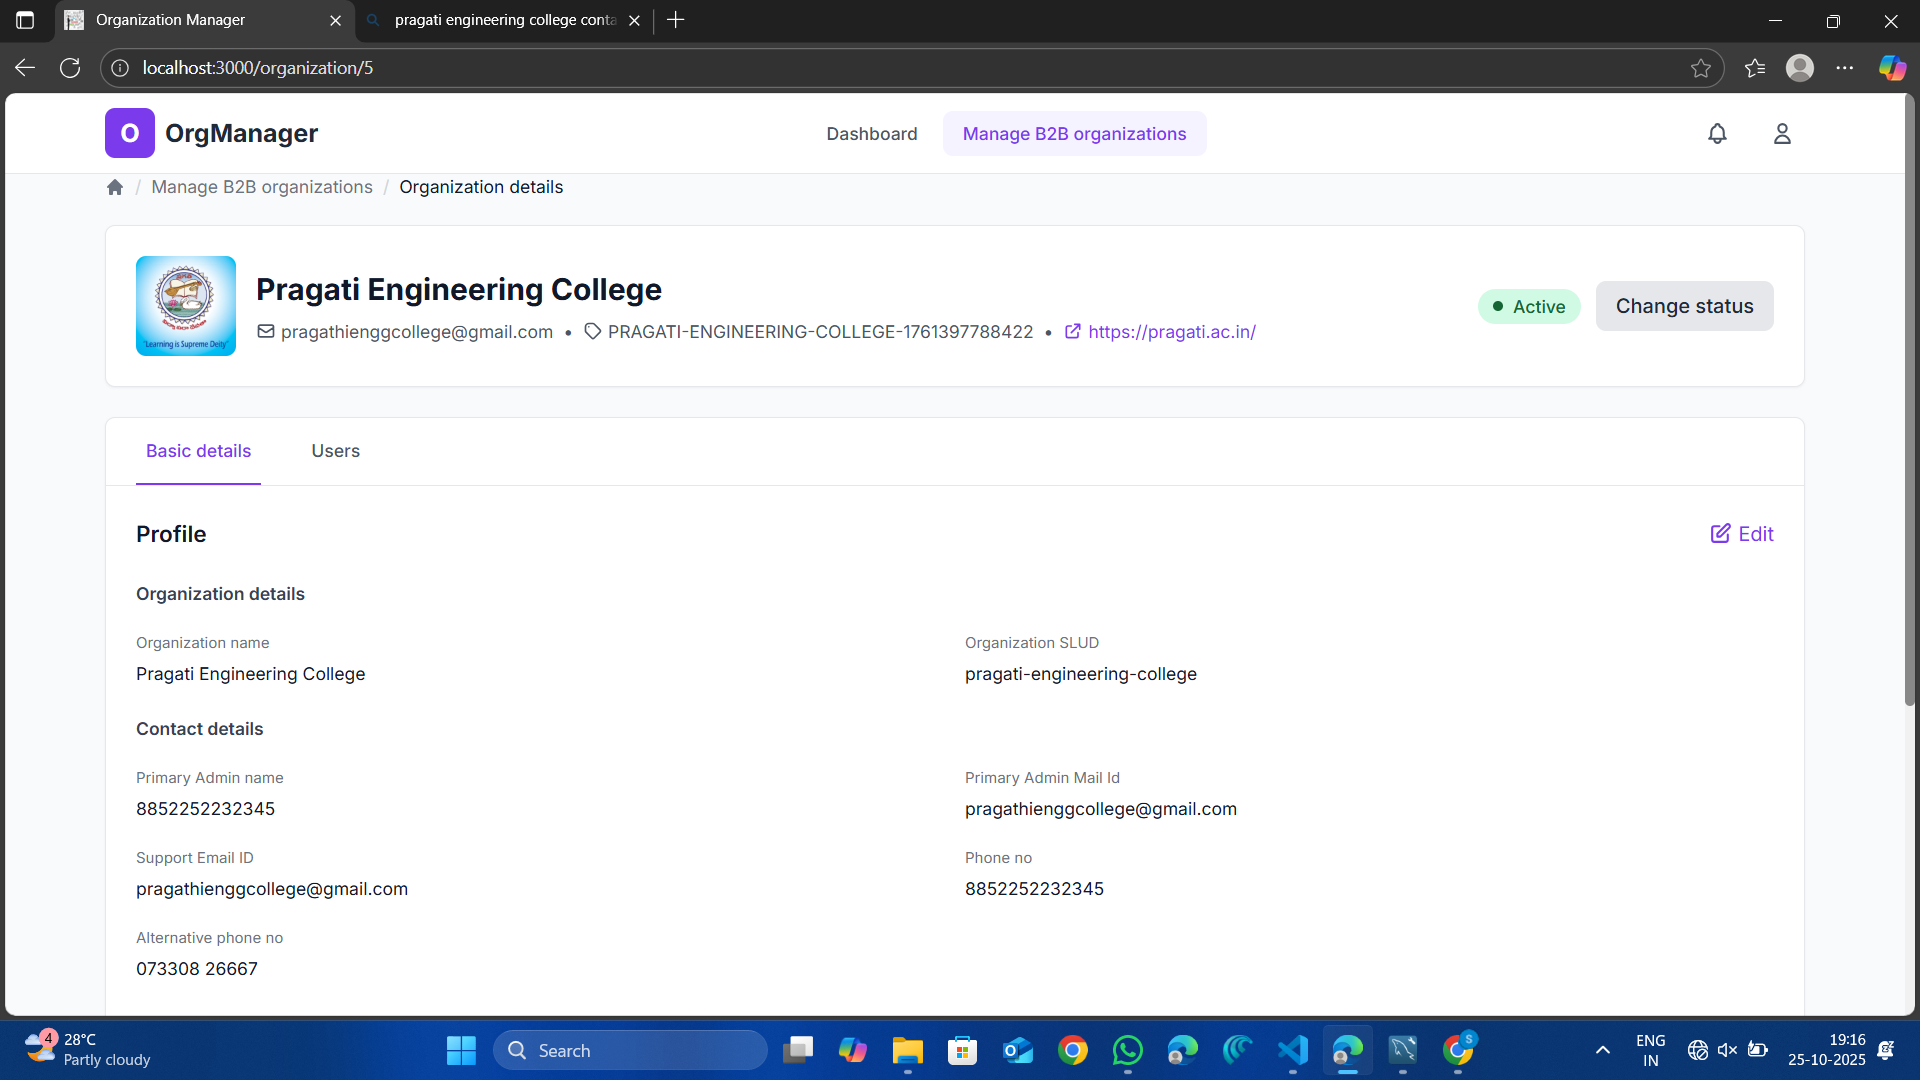 Organization Manager
pragati engineering college conta
localhost:3000/organization/5
O OrgManager
Dashboard
Manage B2B organizations
/ Manage B2B organizations / Organization details
"Learning is Supreme Deity"
Pragati Engineering College
pragathienggcollege@gmail.com • PRAGATI-ENGINEERING-COLLEGE-1761397788422 • https://pragati.ac.in/
Active
Change status
Basic details
Users
Profile
Edit
Organization details
Organization name
Organization SLUD
Pragati Engineering College
pragati-engineering-college
Contact details
Primary Admin name
Primary Admin Mail Id
8852252232345
pragathienggcollege@gmail.com
Support Email ID
Phone no
pragathienggcollege@gmail.com
8852252232345
Alternative phone no
073308 26667
4
28°C
Partly cloudy
Search
S
ENG
IN
19:16
25-10-2025